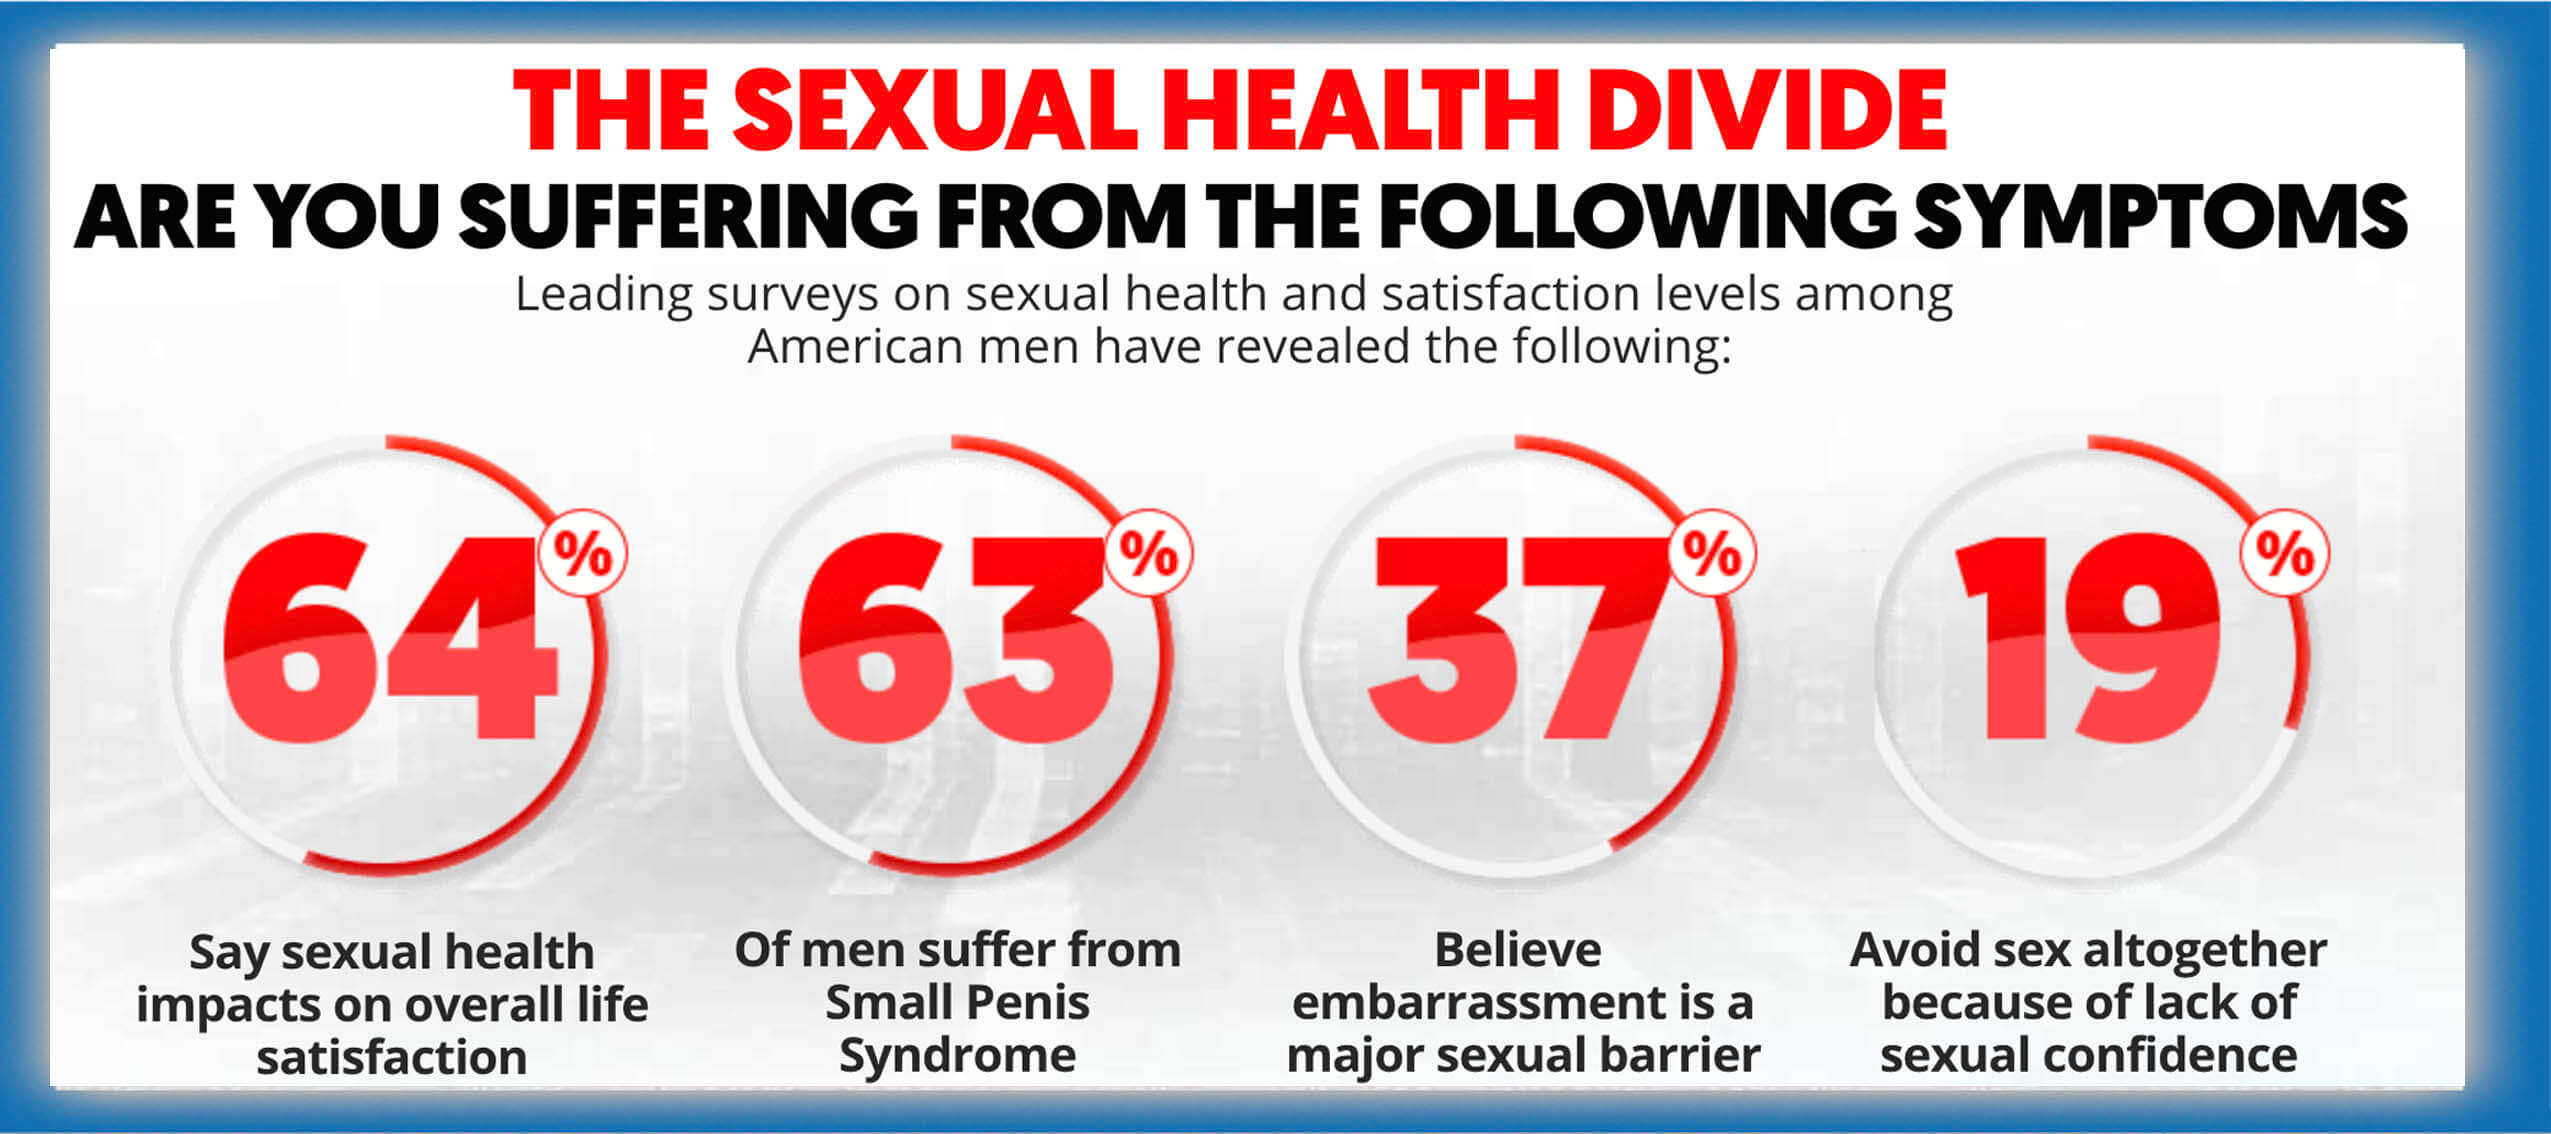 THE SEXUAL HEALTH DIVIDE
ARE YOU SUFFERING FROM THE FOLLOWING SYMPTOMS
Leading surveys on sexual health and satisfaction levels among
American men have revealed the following:
64%
Say sexual health
impacts on overall life
satisfaction
63%
Of men suffer from
Small Penis
Syndrome
37%
Believe
embarrassment is a
major sexual barrier
19%
Avoid sex altogether
because of lack of
sexual confidence